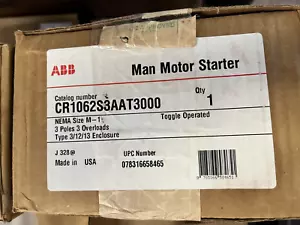 ABB
Man Motor Starter
Catalog number
Qty
CR1062S3AAT3000
1
NEMA Size M-1
Toggle Operated
3 Poles 3 Overloads
Type 3/12/13 Enclosure
J 328@
UPC Number
Made in USA
078316658465